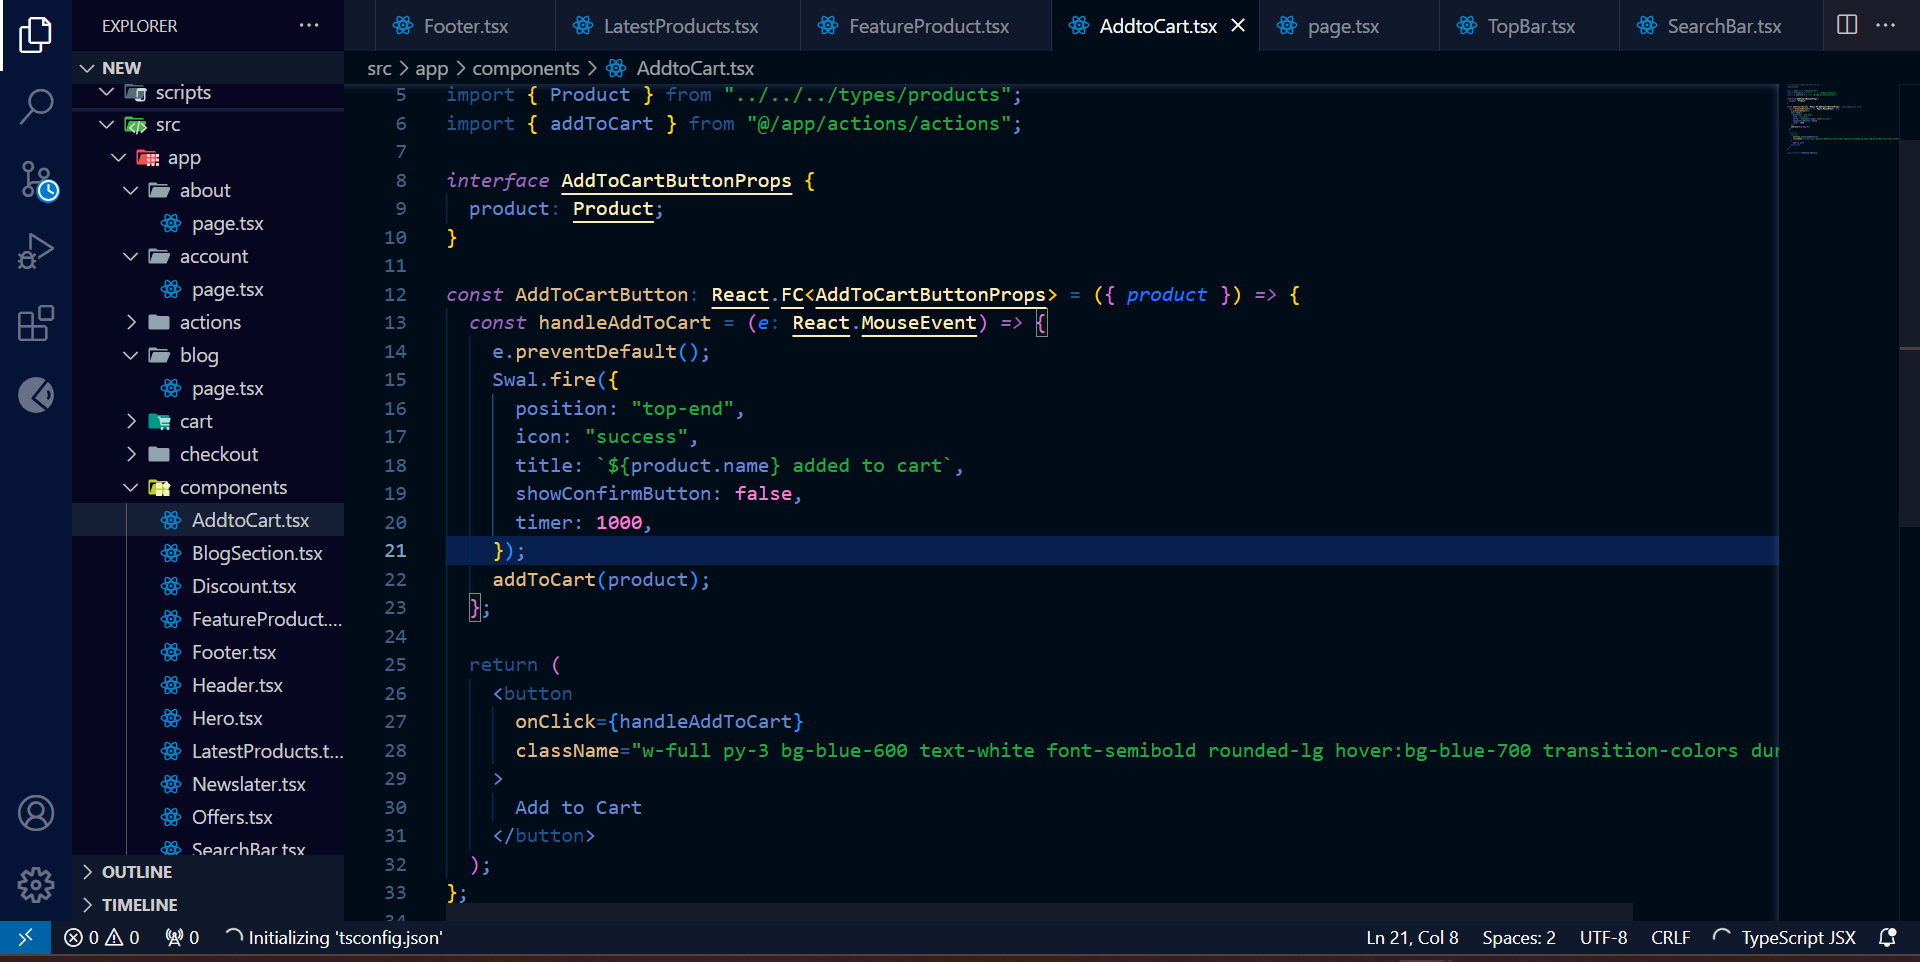 EXPLORER
Footer.tsx
LatestProducts.tsx
FeatureProduct.tsx
AddtoCart.tsx
page.tsx
TopBar.tsx
SearchBar.tsx
NEW
scripts
src
app
about
page.tsx
account
page.tsx
actions
blog
page.tsx
cart
checkout
components
AddtoCart.tsx
BlogSection.tsx
Discount.tsx
FeatureProduct....
Footer.tsx
Header.tsx
Hero.tsx
LatestProducts.t...
Newslater.tsx
Offers.tsx
SearchBar.tsx
OUTLINE
TIMELINE
src > app > components > AddtoCart.tsx
5 import { Product } from "../../../types/products";
6 import { addToCart } from "@/app/actions/actions";
7
8 interface AddToCartButtonProps {
9 product: Product;
10 }
11
12 const AddToCartButton: React.FC<AddToCartButtonProps> = ({ product }) => {
13 const handleAddToCart = (e: React.MouseEvent) => {
14 e.preventDefault();
15 Swal.fire({
16 position: "top-end",
17 icon: "success",
18 title: `${product.name} added to cart`,
19 showConfirmButton: false,
20 timer: 1000,
21 });
22 addToCart(product);
23 };
24
25 return (
26 <button
27 onClick={handleAddToCart}
28 className="w-full py-3 bg-blue-600 text-white font-semibold rounded-lg hover:bg-blue-700 transition-colors dur
29 >
30 Add to Cart
31 </button>
32 );
33 };
34
0 0 0 Initializing 'tsconfig.json'
Ln 21, Col 8 Spaces: 2 UTF-8 CRLF TypeScript JSX